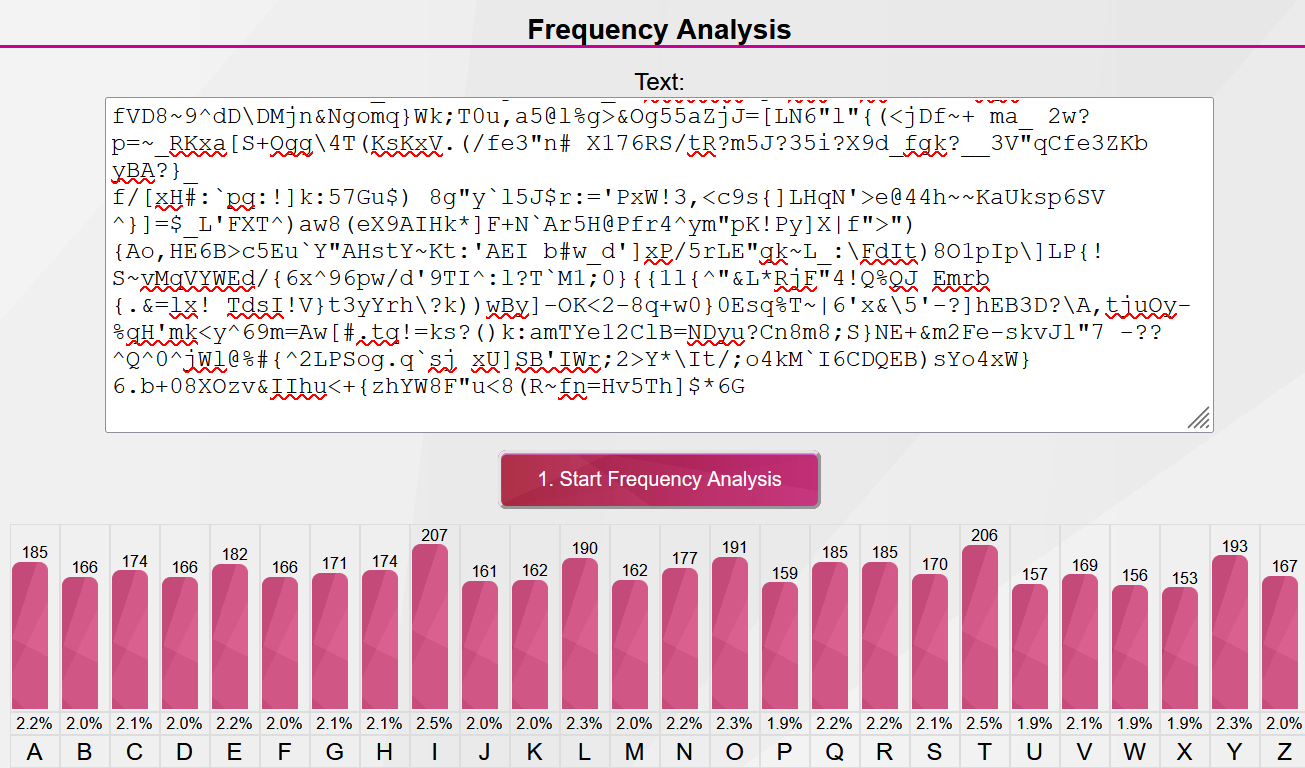 Frequency Analysis
Text:
fVD8~9^dD\DMjn&Ngomq}Wk;T0u,a5@l%g>&Og55aZjJ=[LN6"l"{(<jDf~+ ma_ 2w?
p=~_RKxa[S+Ogg\4T(KsKxV.(/fe3"n# X176RS/tR?m5J?35i?X9d_fqk?__3V"qCfe3ZKb
yBA?}_
f/[xH#:`pq:!]k:57Gu$) 8g"y`l5J$r:='PxW!3,<c9s{]LHqN'>e@44h~~KaUksp6SV
^}]=$_L'FXT^)aw8(eX9AIHk*]F+N`Ar5H@Pfr4^ym"pK!Py]X|f">")
{Ao,HE6B>c5Eu`Y"AHstY~Kt:'AEI b#w_d']xP/5rLE"qk~L_:\FdIt)8O1pIp\]LP{!
S~vMqVYWEd/{6x^96pw/d'9TI^:l?T`M1;0}{{1l{^"&L*RjF"4!Q%QJ Emrb
{.&=lx! TdsI!V}t3yYrh\?k))wBy]-OK<2-8q+w0}0Esq%T~|6'x&\5'-?]hEB3D?\A,tjuOy-
%gH'mk<y^69m=Aw[#.tq!=ks?()k:amTYe12ClB=NDyu?Cn8m8;S}NE+&m2Fe-skvJl"7 -??
^Q^0^jWl@%#{^2LPSog.q`sj xU]SB'IWr;2>Y*\It/;o4kM`I6CDQEB)sYo4xW}
6.b+08XOzv&IIhu<+{zhYW8F"u<8(R~fn=Hv5Th]$*6G
1. Start Frequency Analysis
185 166 174 166 182 166 171 174 207 161 162 190 162 177 191 159 185 185 170 206 157 169 156 153 193 167
2.2% 2.0% 2.1% 2.0% 2.2% 2.0% 2.1% 2.1% 2.5% 2.0% 2.0% 2.3% 2.0% 2.2% 2.3% 1.9% 2.2% 2.2% 2.1% 2.5% 1.9% 2.1% 1.9% 1.9% 2.3% 2.0%
A B C D E F G H I J K L M N O P Q R S T U V W X Y Z